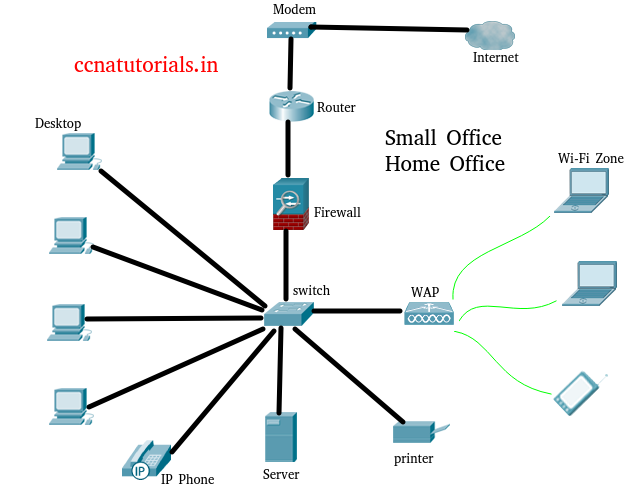 Modem
Internet
ccnatutorials.in
Router
Desktop
Small Office
Home Office
Wi-Fi Zone
Firewall
switch
WAP
IP
IP Phone
Server
printer